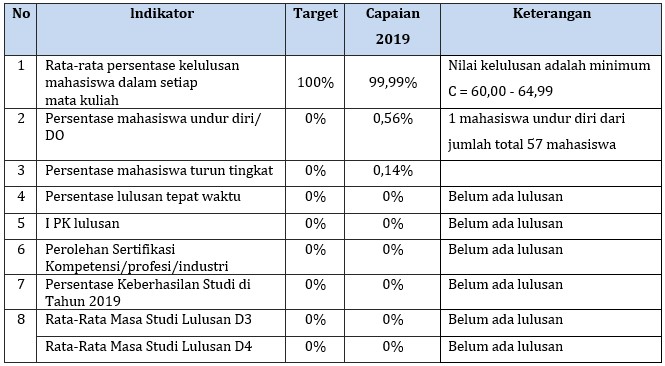 No Indikator Target Capaian 2019 Keterangan
1 Rata-rata persentase kelulusan mahasiswa dalam setiap mata kuliah 100% 99,99% Nilai kelulusan adalah minimum C = 60,00 - 64,99
2 Persentase mahasiswa undur diri/ DO 0% 0,56% 1 mahasiswa undur diri dari jumlah total 57 mahasiswa
3 Persentase mahasiswa turun tingkat 0% 0,14%
4 Persentase lulusan tepat waktu 0% 0% Belum ada lulusan
5 I PK lulusan 0% 0% Belum ada lulusan
6 Perolehan Sertifikasi Kompetensi/profesi/industri 0% 0% Belum ada lulusan
7 Persentase Keberhasilan Studi di Tahun 2019 0% 0% Belum ada lulusan
8 Rata-Rata Masa Studi Lulusan D3 0% 0% Belum ada lulusan
Rata-Rata Masa Studi Lulusan D4 0% 0% Belum ada lulusan